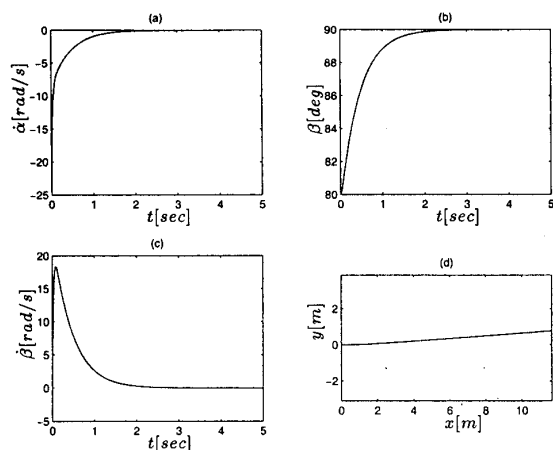 (a)
0
-5
-10
-15
-20
-25
α̇[rad/s]
0 1 2 3 4 5
t[sec]
(b)
90
88
86
84
82
80
β[deg]
0 1 2 3 4 5
t[sec]
(c)
20
15
10
5
0
-5
β̇[rad/s]
0 1 2 3 4 5
t[sec]
(d)
2
0
-2
y[m]
0 2 4 6 8 10
x[m]